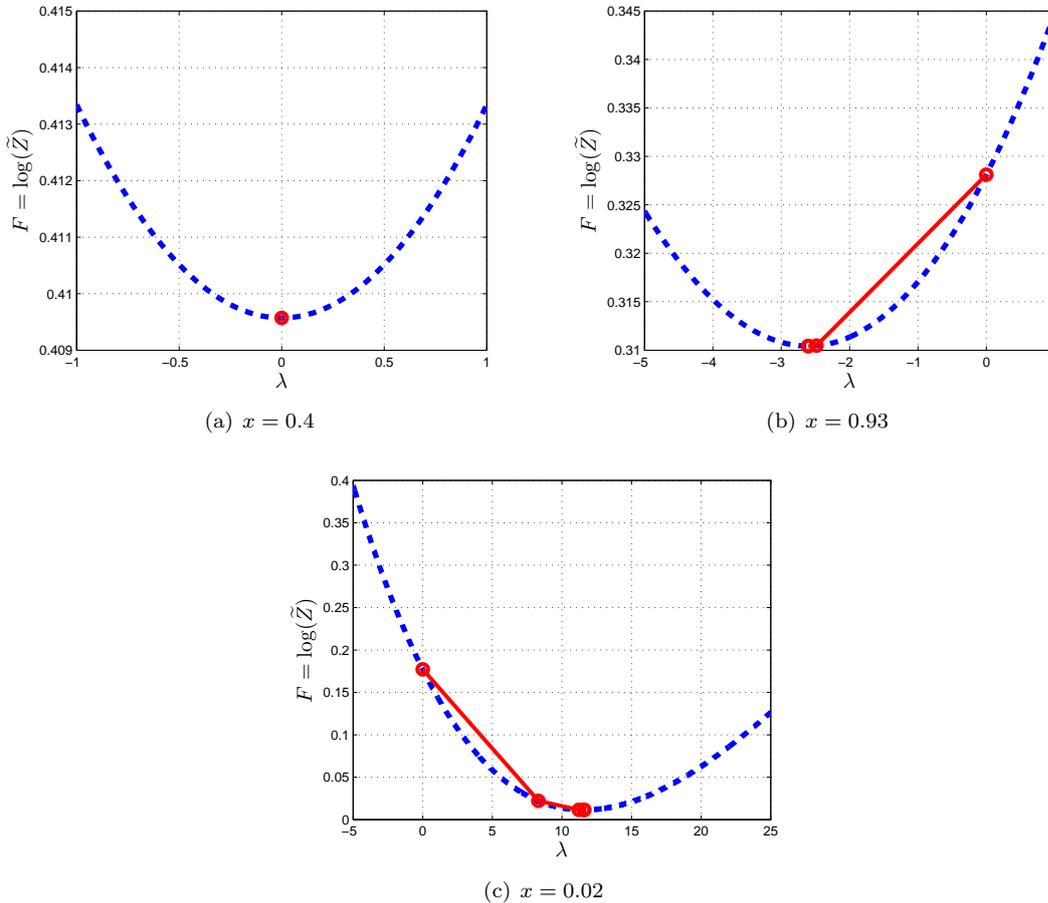 0.415
0.414
0.413
0.412
0.411
0.41
0.409
−1 −0.5 0 0.5 1
F = log(Z̃)
λ
(a) x = 0.4
0.345
0.34
0.335
0.33
0.325
0.32
0.315
0.31
−5 −4 −3 −2 −1 0
F = log(Z̃)
λ
(b) x = 0.93
0.4
0.35
0.3
0.25
0.2
0.15
0.1
0.05
0
−5 0 5 10 15 20 25
F = log(Z̃)
λ
(c) x = 0.02